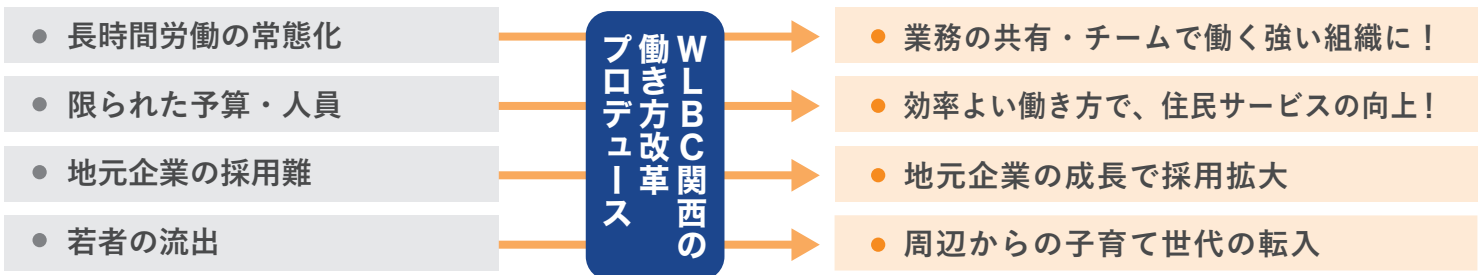 ● 長時間労働の常態化
● 限られた予算・人員
● 地元企業の採用難
● 若者の流出
WLBC関西の
働き方改革
プロデュース
● 業務の共有・チームで働く強い組織に！
● 効率よい働き方で、住民サービスの向上！
● 地元企業の成長で採用拡大
● 周辺からの子育て世代の転入